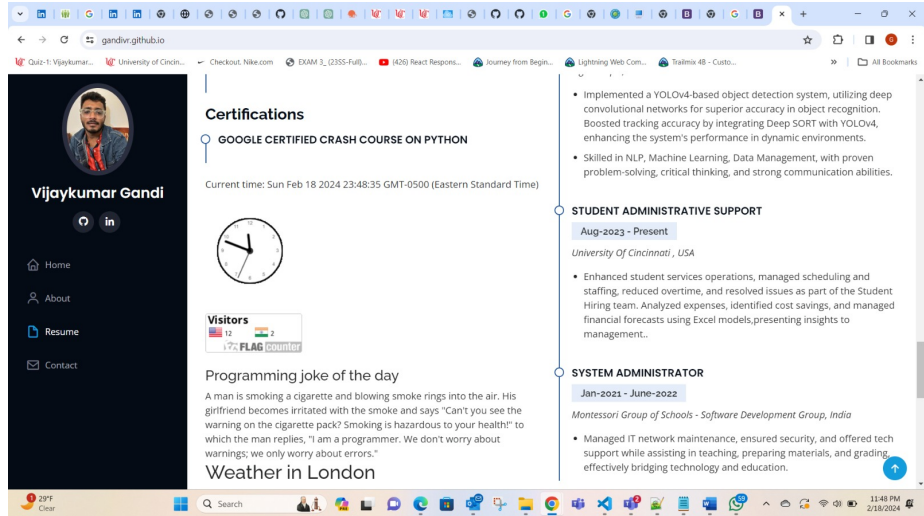 gandivr.github.io
Quiz-1: Vijaykumar...
University of Cincin...
Checkout. Nike.com
EXAM 3_ (23SS-Full)...
(426) React Respons...
Journey from Begin...
Lightning Web Com...
Trailmix 48 - Custo...
All Bookmarks
Vijaykumar Gandi
Home
About
Resume
Contact
Certifications
GOOGLE CERTIFIED CRASH COURSE ON PYTHON
Current time: Sun Feb 18 2024 23:48:35 GMT-0500 (Eastern Standard Time)
Visitors
12
2
FLAG counter
Programming joke of the day
A man is smoking a cigarette and blowing smoke rings into the air. His
girlfriend becomes irritated with the smoke and says "Can't you see the
warning on the cigarette pack? Smoking is hazardous to your health!" to
which the man replies, "I am a programmer. We don't worry about
warnings; we only worry about errors."
Weather in London
• Implemented a YOLOv4-based object detection system, utilizing deep
convolutional networks for superior accuracy in object recognition.
Boosted tracking accuracy by integrating Deep SORT with YOLOv4,
enhancing the system's performance in dynamic environments.
• Skilled in NLP, Machine Learning, Data Management, with proven
problem-solving, critical thinking, and strong communication abilities.
STUDENT ADMINISTRATIVE SUPPORT
Aug-2023 - Present
University Of Cincinnati , USA
• Enhanced student services operations, managed scheduling and
staffing, reduced overtime, and resolved issues as part of the Student
Hiring team. Analyzed expenses, identified cost savings, and managed
financial forecasts using Excel models,presenting insights to
management..
SYSTEM ADMINISTRATOR
Jan-2021 - June-2022
Montessori Group of Schools - Software Development Group, India
• Managed IT network maintenance, ensured security, and offered tech
support while assisting in teaching, preparing materials, and grading,
effectively bridging technology and education.
29°F
Clear
Search
11:48 PM
2/18/2024